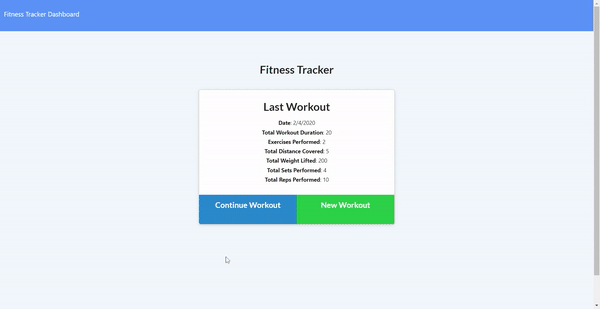 Fitness Tracker Dashboard
Fitness Tracker
Last Workout
Date: 2/4/2020
Total Workout Duration: 20
Exercises Performed: 2
Total Distance Covered: 5
Total Weight Lifted: 200
Total Sets Performed: 4
Total Reps Performed: 10
Continue Workout
New Workout